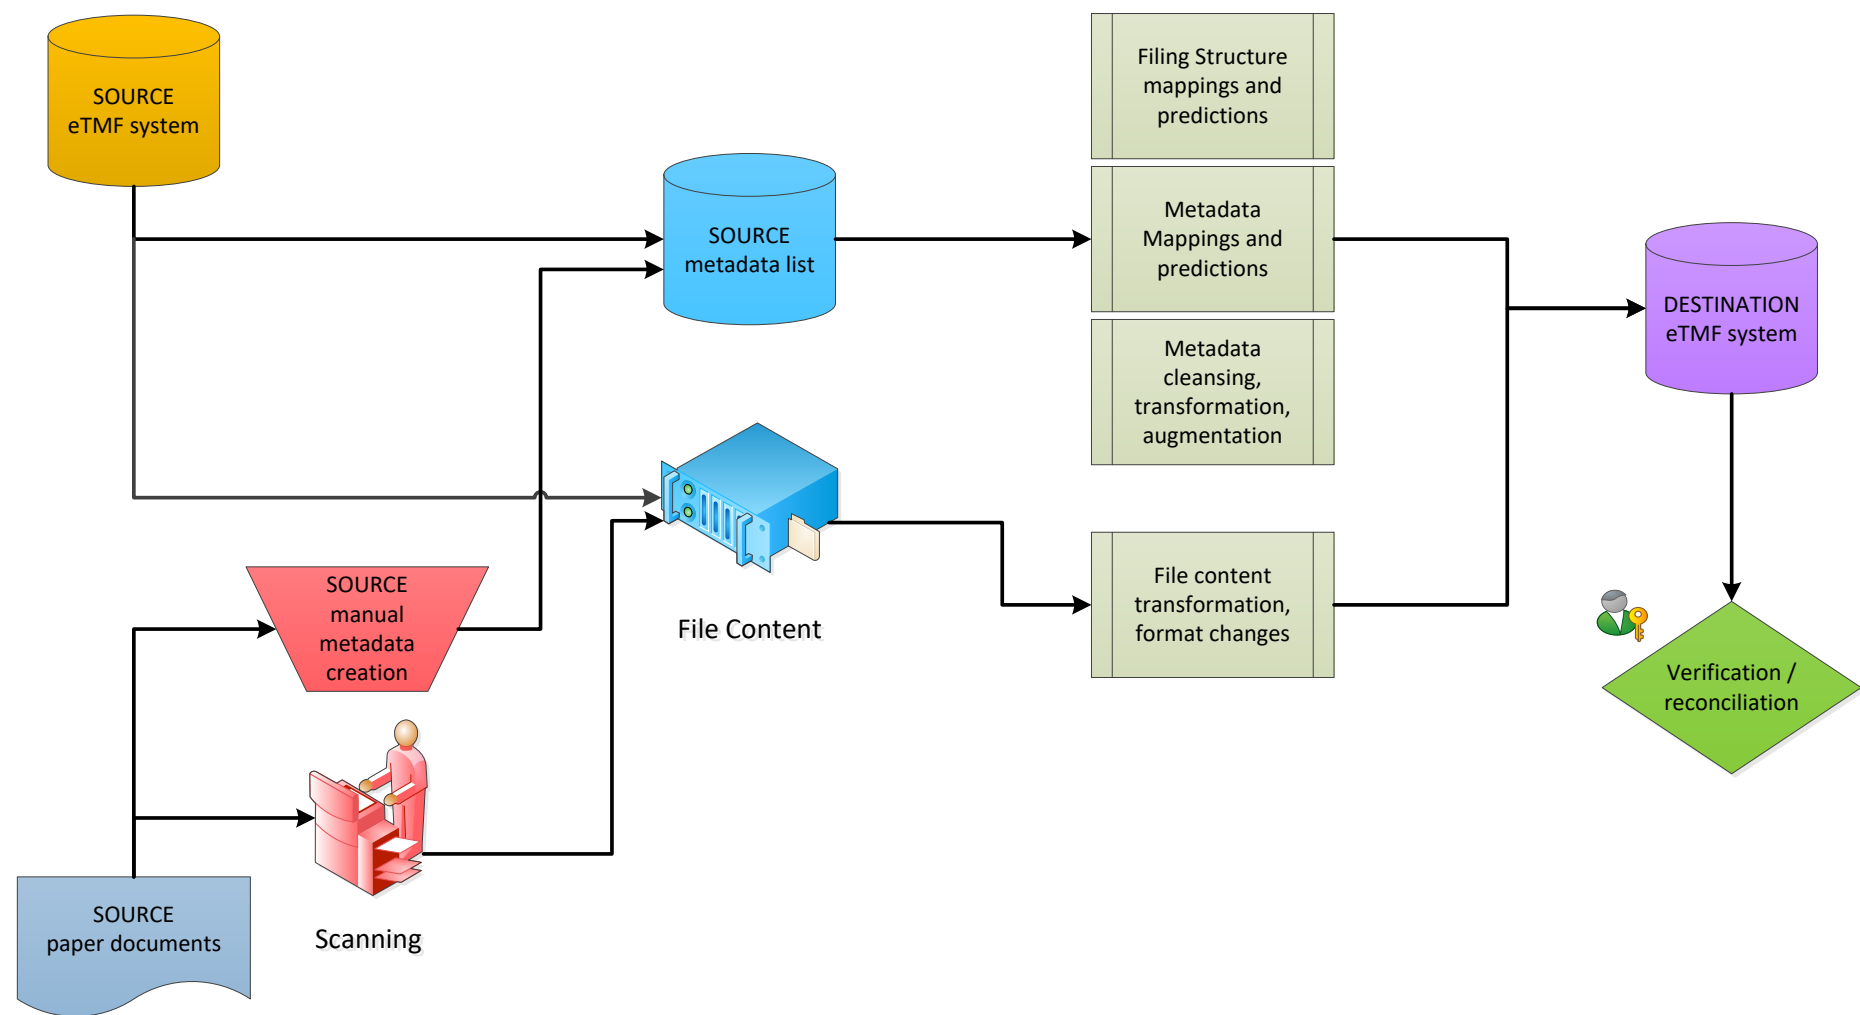 SOURCE
eTMF system
Filing Structure
mappings and
predictions
SOURCE
metadata list
Metadada
Mappings and
predictions
DESTINATION
eTMF system
Metadata
cleansing,
transformation,
augmentation
SOURCE
manual
metadata
creation
File Content
File content
transformation,
format changes
Verification /
reconciliation
Scanning
SOURCE
paper documents